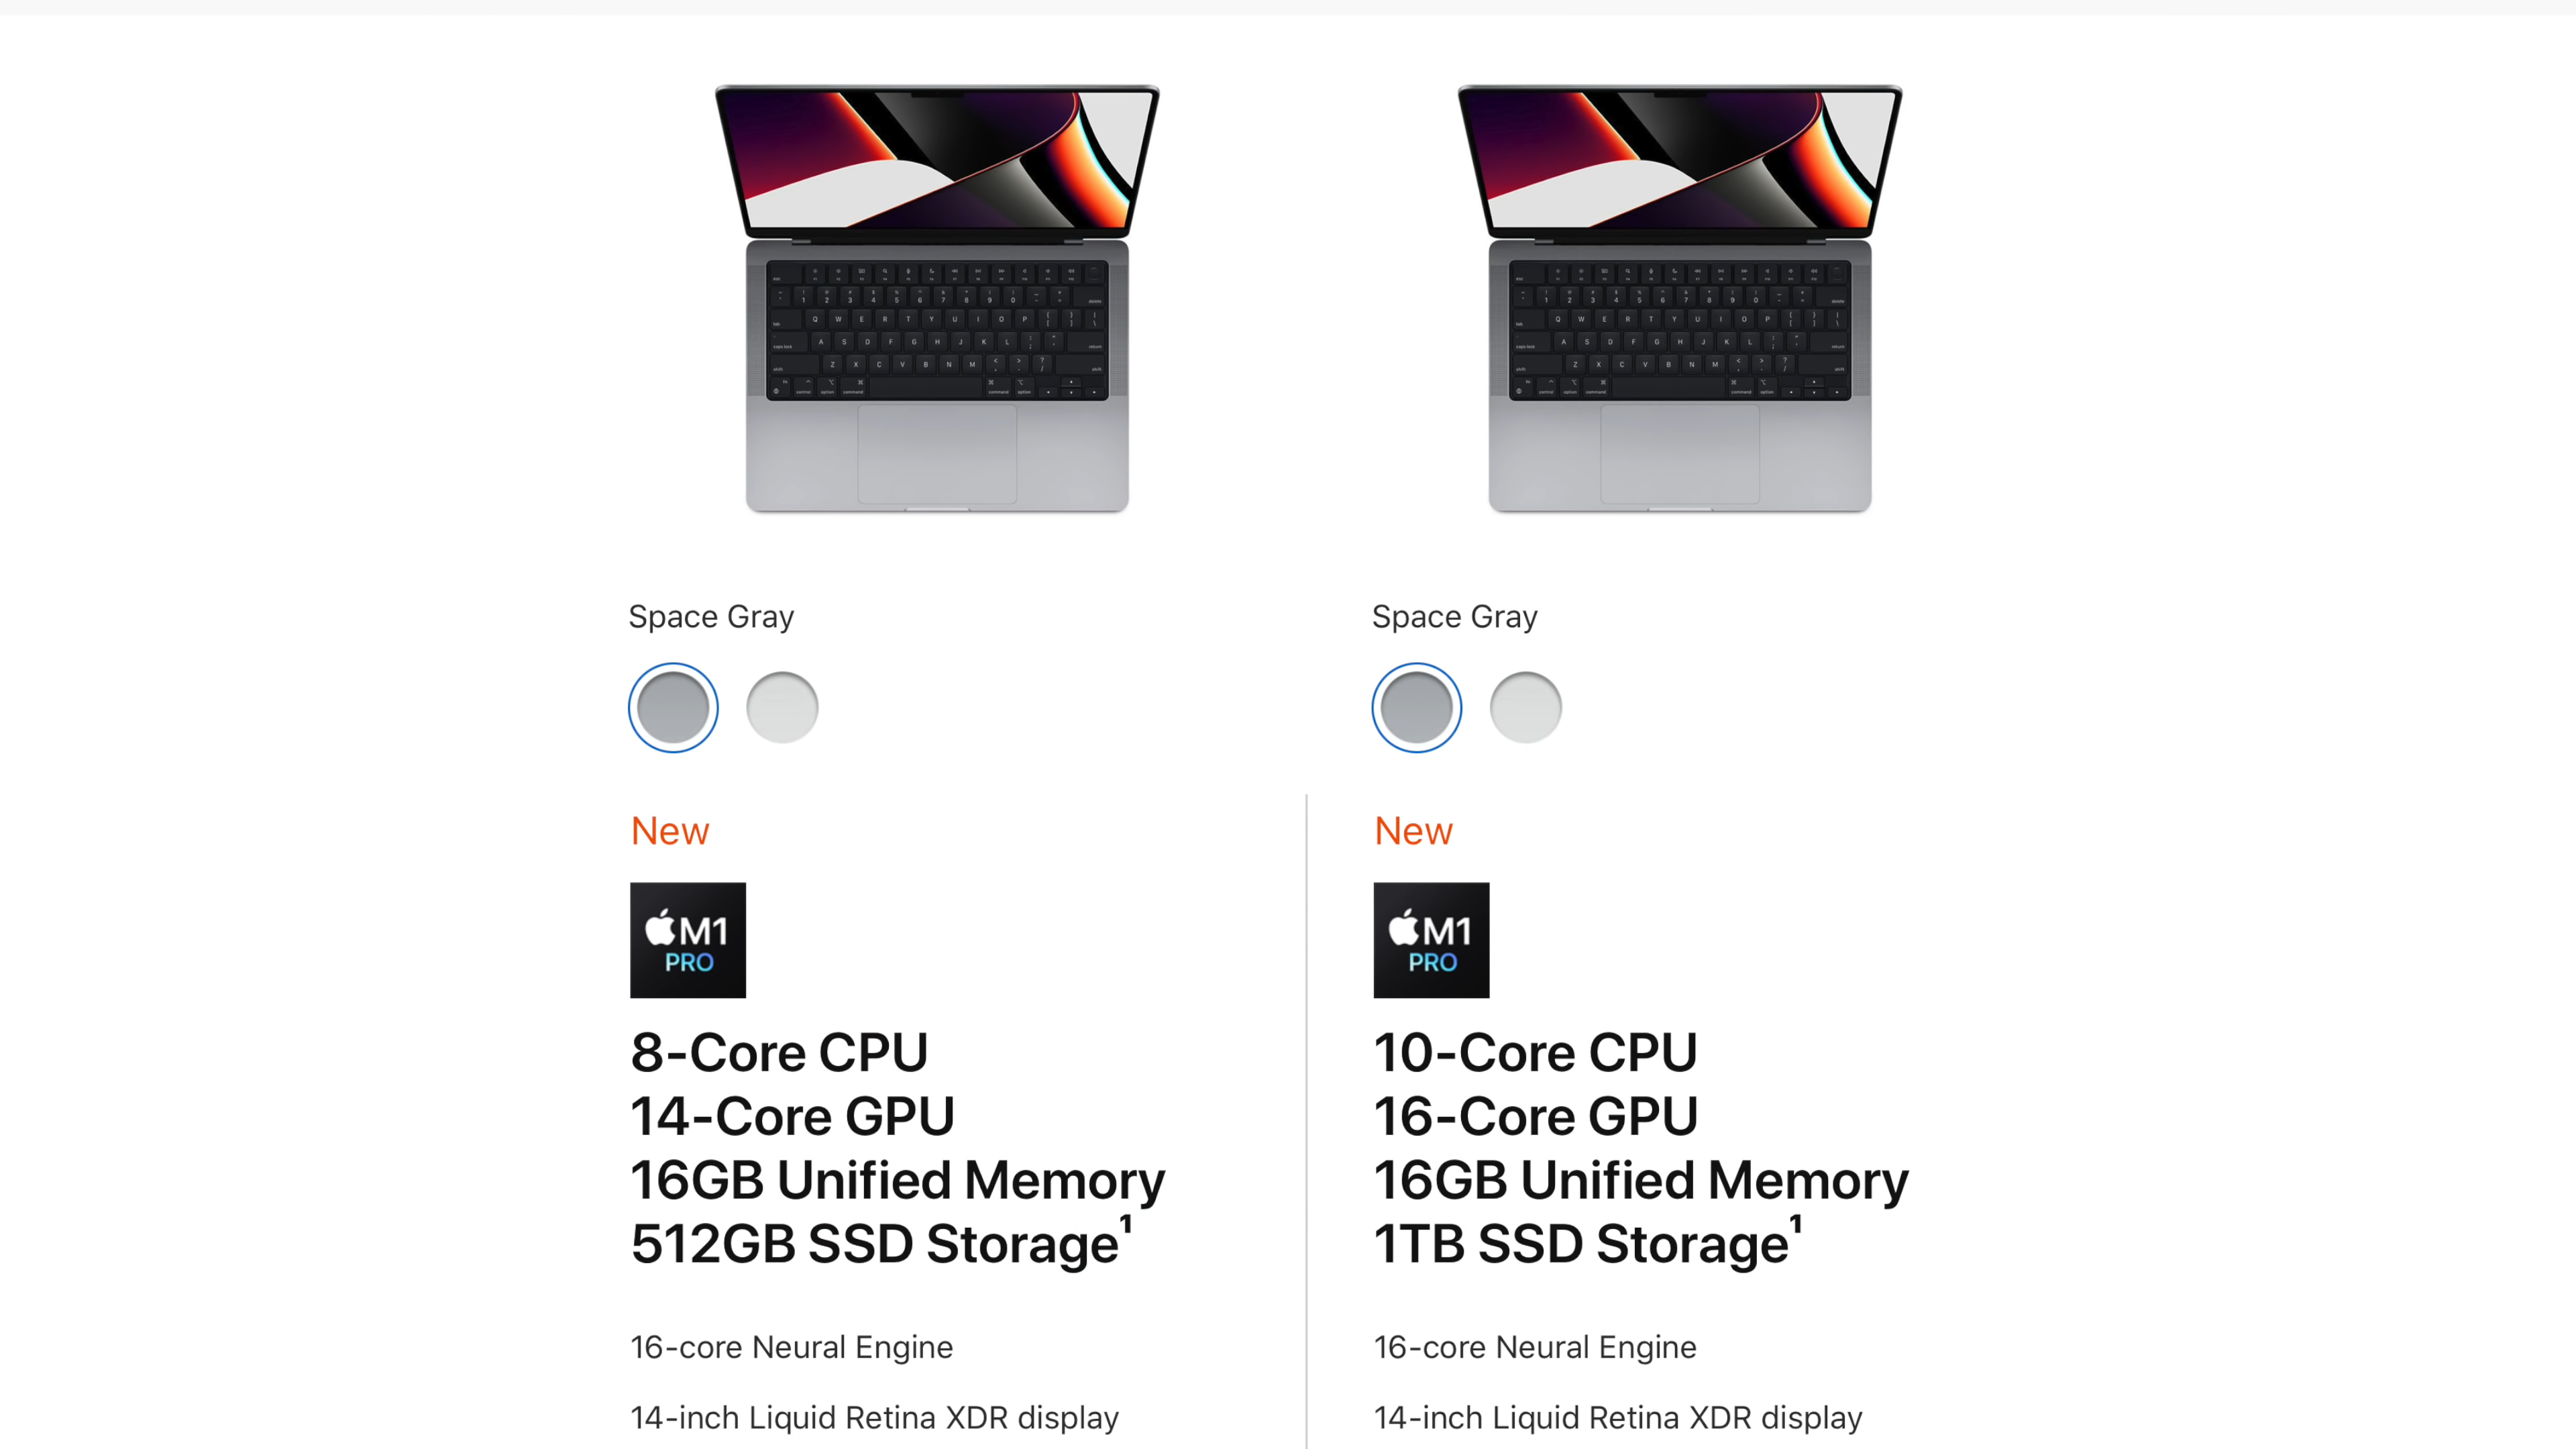 Space Gray
New
M1
PRO
8-Core CPU
14-Core GPU
16GB Unified Memory
512GB SSD Storage¹
16-core Neural Engine
14-inch Liquid Retina XDR display
Space Gray
New
M1
PRO
10-Core CPU
16-Core GPU
16GB Unified Memory
1TB SSD Storage¹
16-core Neural Engine
14-inch Liquid Retina XDR display